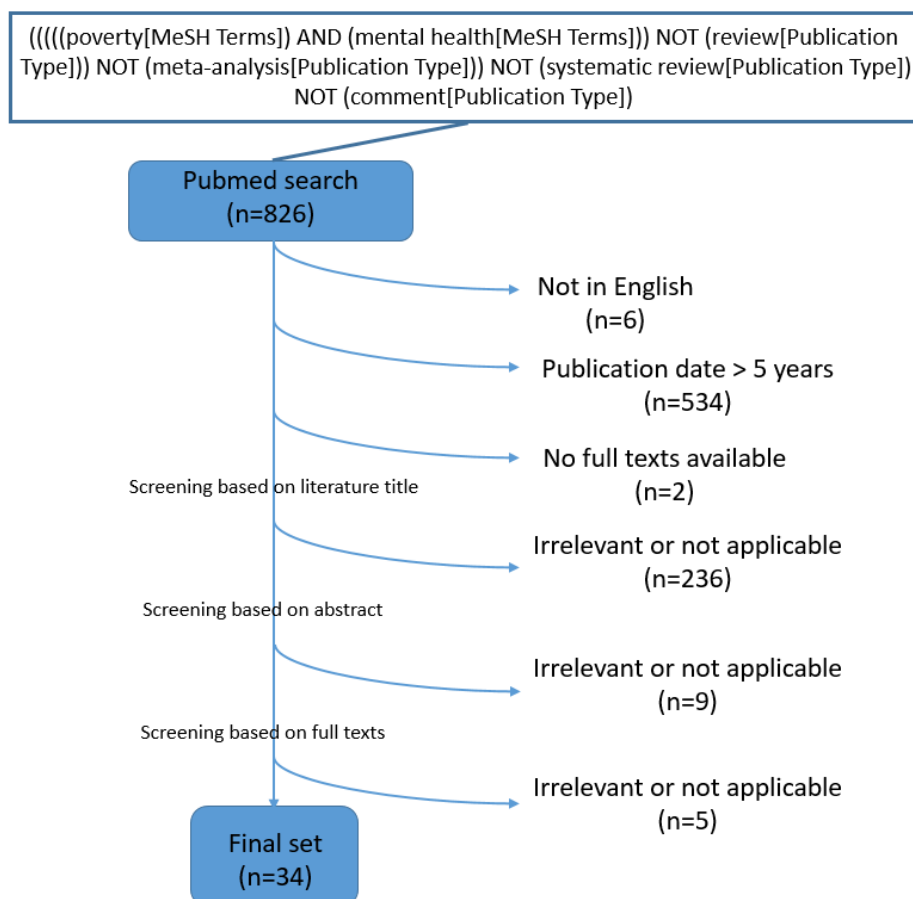 (((((poverty[MeSH Terms]) AND (mental health[MeSH Terms])) NOT (review[Publication
Type])) NOT (meta-analysis[Publication Type])) NOT (systematic review[Publication Type])
NOT (comment[Publication Type])
Pubmed search
(n=826)
Not in English
(n=6)
Publication date > 5 years
(n=534)
No full texts available
(n=2)
Screening based on literature title
Irrelevant or not applicable
(n=236)
Screening based on abstract
Irrelevant or not applicable
(n=9)
Screening based on full texts
Irrelevant or not applicable
(n=5)
Final set
(n=34)